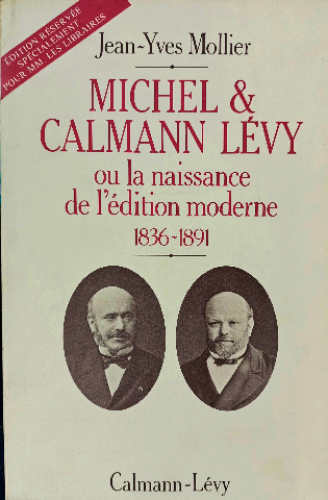 ÉDITION RÉSERVÉE
SPÉCIALEMENT
POUR MM. LES LIBRAIRES
Jean-Yves Mollier
MICHEL &
CALMANN LÉVY
ou la naissance
de l'édition moderne
1836-1891
Calmann-Lévy